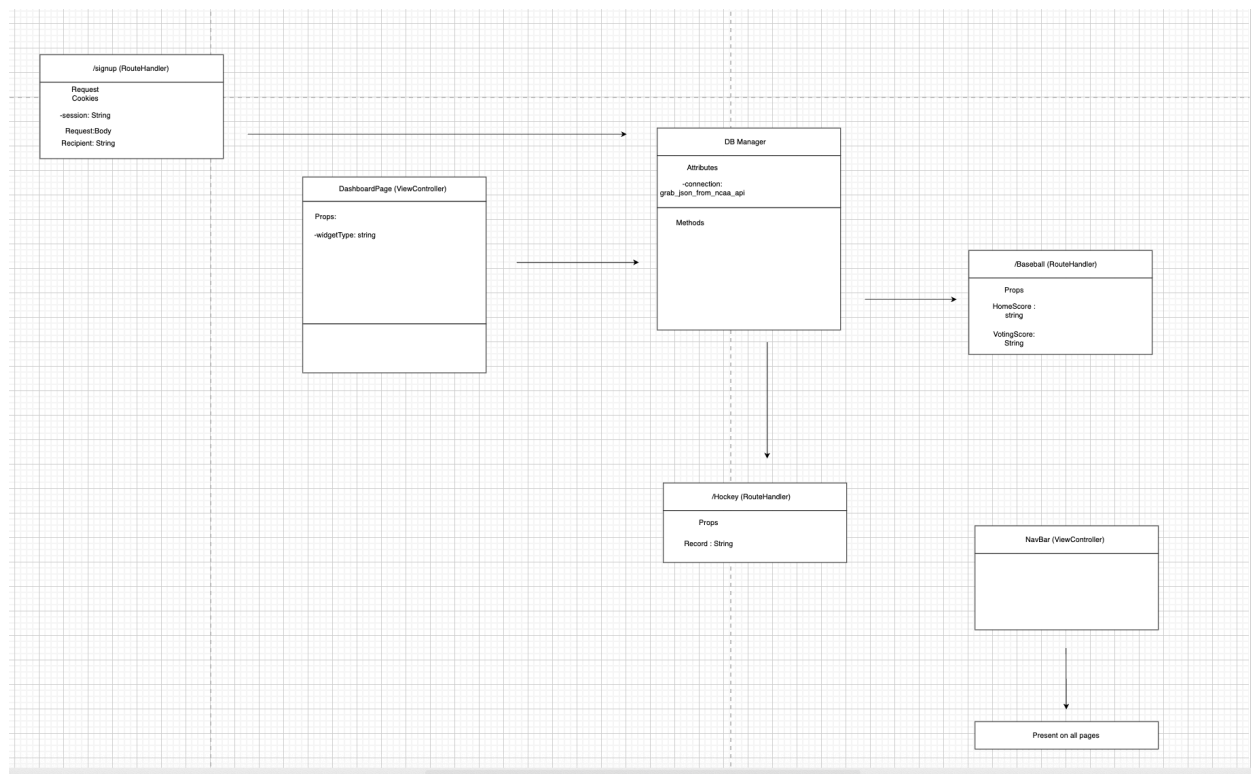 /signup (RouteHandler)
Request
Cookies
-session: String
Request:Body
Recipient: String
DashboardPage (ViewController)
Props:
-widgetType: string
DB Manager
Attributes
-connection:
grab_json_from_ncaa_api
Methods
/Baseball (RouteHandler)
Props
HomeScore :
string
VotingScore:
String
/Hockey (RouteHandler)
Props
Record : String
NavBar (ViewController)
Present on all pages